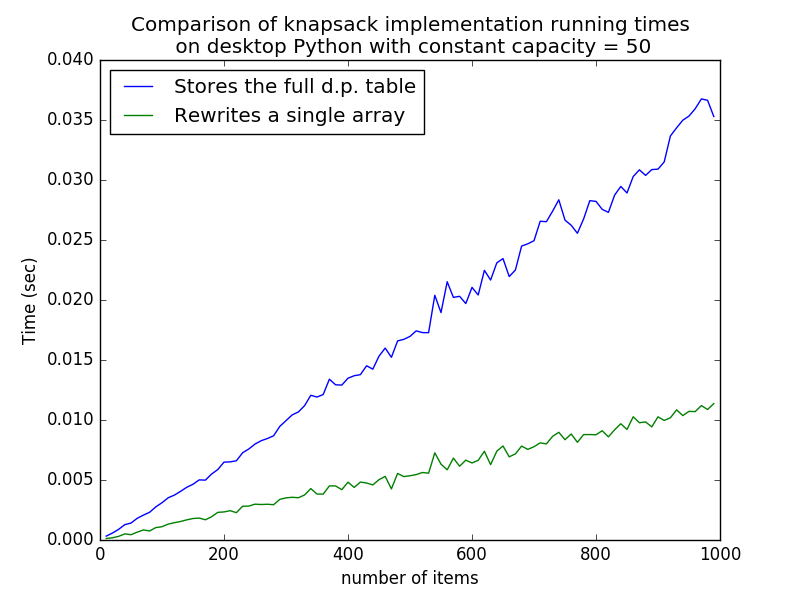 Comparison of knapsack implementation running times
on desktop Python with constant capacity = 50
0.040
Stores the full d.p. table
Rewrites a single array
0.035
0.030
0.025
0.020
0.015
0.010
0.005
0.000
Time (sec)
0 200 400 600 800 1000
number of items